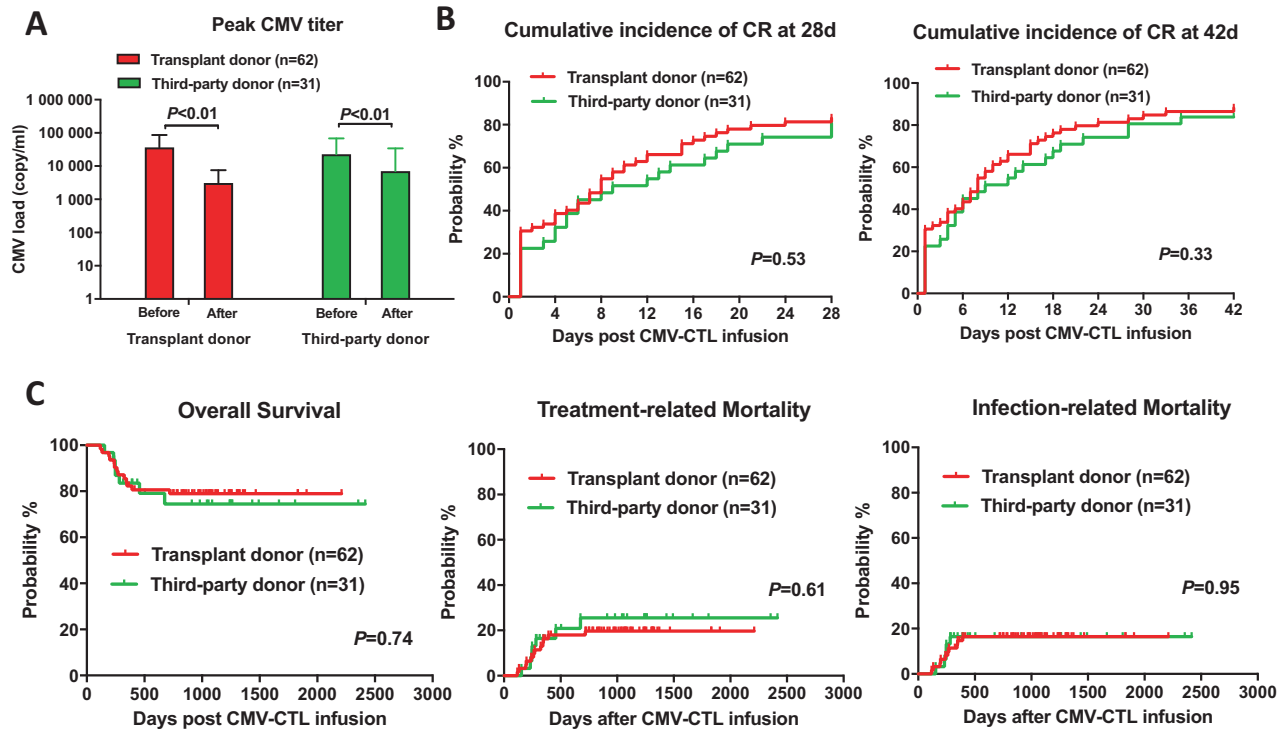 A
Peak CMV titer
Transplant donor (n=62)
Third-party donor (n=31)
CMV load (copy/ml)
1 000 000
100 000
10 000
1 000
100
10
1
P<0.01
P<0.01
Before
After
Before
After
Transplant donor
Third-party donor
B
Cumulative incidence of CR at 28d
Transplant donor (n=62)
Third-party donor (n=31)
Probability %
100
80
60
40
20
0
P=0.53
0 4 8 12 16 20 24 28
Days post CMV-CTL infusion
Cumulative incidence of CR at 42d
Transplant donor (n=62)
Third-party donor (n=31)
Probability %
100
80
60
40
20
0
P=0.33
0 6 12 18 24 30 36 42
Days post CMV-CTL infusion
C
Overall Survival
Probability %
100
80
60
40
20
0
Transplant donor (n=62)
Third-party donor (n=31)
P=0.74
0 500 1000 1500 2000 2500 3000
Days post CMV-CTL infusion
Treatment-related Mortality
Transplant donor (n=62)
Third-party donor (n=31)
Probability %
100
80
60
40
20
0
P=0.61
0 500 1000 1500 2000 2500 3000
Days after CMV-CTL infusion
Infection-related Mortality
Transplant donor (n=62)
Third-party donor (n=31)
Probability %
100
80
60
40
20
0
P=0.95
0 500 1000 1500 2000 2500 3000
Days after CMV-CTL infusion